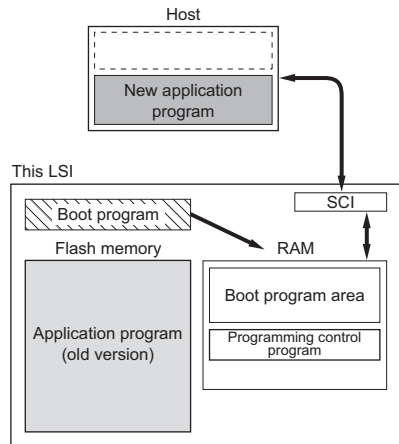 Host
New application
program
This LSI
SCI
Boot program
Flash memory
RAM
Application program
(old version)
Boot program area
Programming control
program